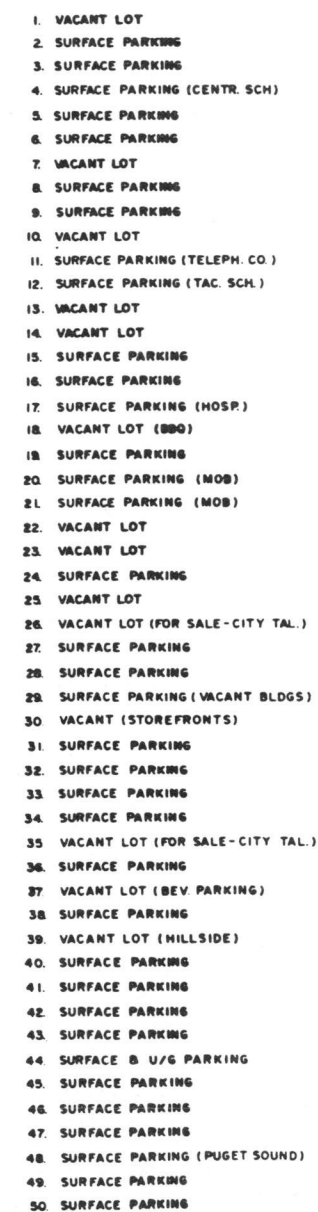 1. VACANT LOT
2. SURFACE PARKING
3. SURFACE PARKING
4. SURFACE PARKING (CENTR. SCH)
5. SURFACE PARKING
6. SURFACE PARKING
7. VACANT LOT
8. SURFACE PARKING
9. SURFACE PARKING
10. VACANT LOT
11. SURFACE PARKING (TELEPH. CO.)
12. SURFACE PARKING (TAC. SCH.)
13. VACANT LOT
14. VACANT LOT
15. SURFACE PARKING
16. SURFACE PARKING
17. SURFACE PARKING (HOSP.)
18. VACANT LOT (BBQ)
19. SURFACE PARKING
20. SURFACE PARKING (MOB)
21. SURFACE PARKING (MOB)
22. VACANT LOT
23. VACANT LOT
24. SURFACE PARKING
25. VACANT LOT
26. VACANT LOT (FOR SALE-CITY TAL.)
27. SURFACE PARKING
28. SURFACE PARKING
29. SURFACE PARKING (VACANT BLDGS)
30. VACANT (STOREFRONTS)
31. SURFACE PARKING
32. SURFACE PARKING
33. SURFACE PARKING
34. SURFACE PARKING
35 VACANT LOT (FOR SALE-CITY TAL.)
36. SURFACE PARKING
37. VACANT LOT (BEV. PARKING)
38. SURFACE PARKING
39. VACANT LOT (HILLSIDE)
40. SURFACE PARKING
41. SURFACE PARKING
42. SURFACE PARKING
43. SURFACE PARKING
44. SURFACE & U/G PARKING
45. SURFACE PARKING
46. SURFACE PARKING
47. SURFACE PARKING
48. SURFACE PARKING (PUGET SOUND)
49. SURFACE PARKING
50. SURFACE PARKING